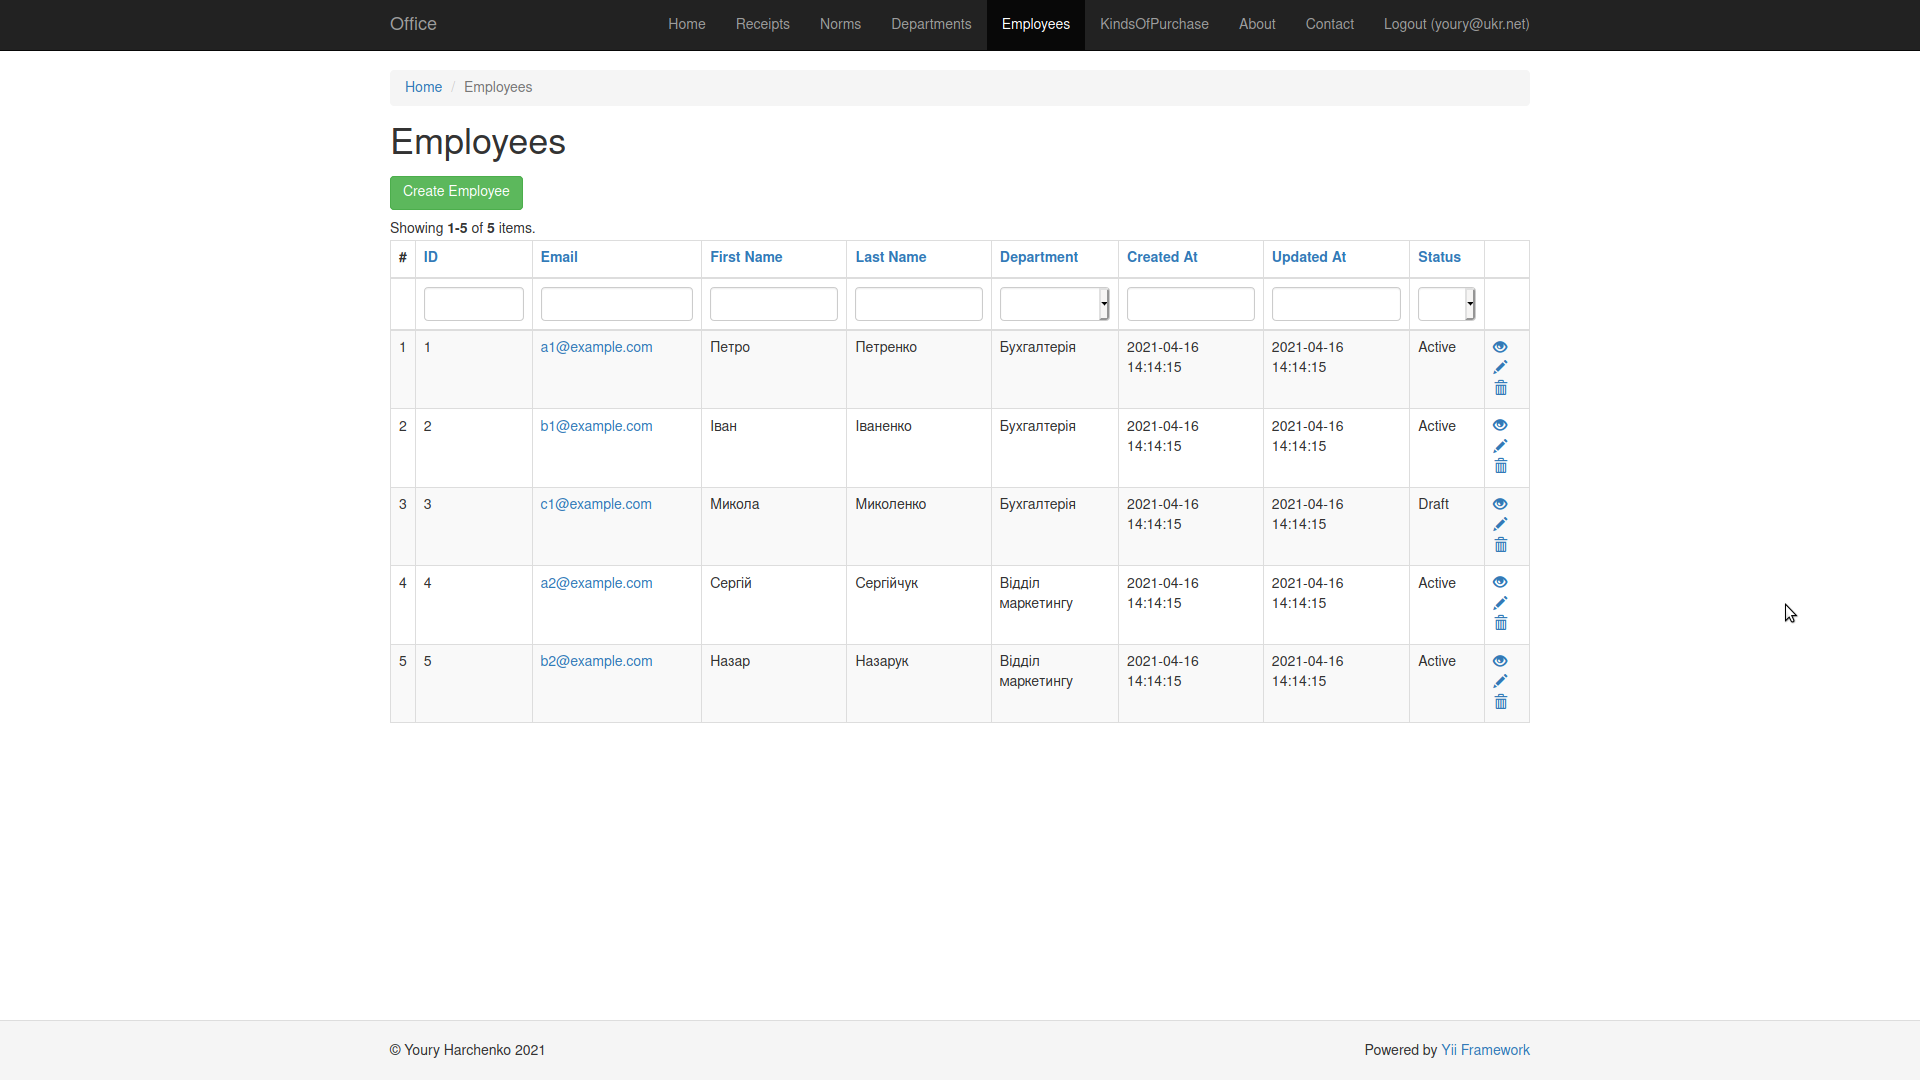 Office Home Receipts Norms Departments Employees KindsOfPurchase About Contact Logout (youry@ukr.net)
Home / Employees
Employees
Create Employee
Showing 1-5 of 5 items.
# ID Email First Name Last Name Department Created At Updated At Status
1 1 a1@example.com Петро Петренко Бухгалтерія 2021-04-16 2021-04-16 Active
14:14:15 14:14:15
2 2 b1@example.com Іван Іваненко Бухгалтерія 2021-04-16 2021-04-16 Active
14:14:15 14:14:15
3 3 c1@example.com Микола Миколенко Бухгалтерія 2021-04-16 2021-04-16 Draft
14:14:15 14:14:15
4 4 a2@example.com Сергій Сергійчук Відділ 2021-04-16 2021-04-16 Active
маркетингу 14:14:15 14:14:15
5 5 b2@example.com Назар Назарук Відділ 2021-04-16 2021-04-16 Active
маркетингу 14:14:15 14:14:15
© Youry Harchenko 2021 Powered by Yii Framework